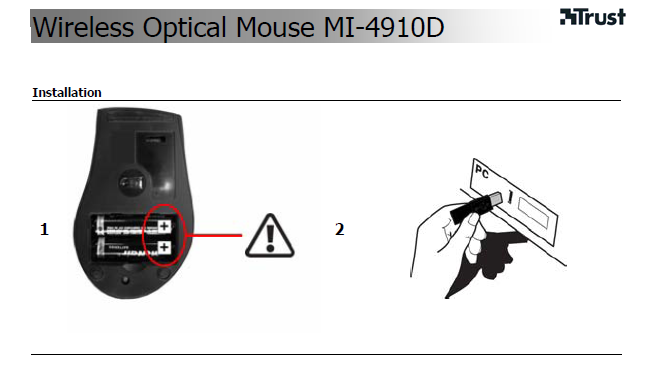 Wireless Optical Mouse MI-4910D
Trust
Installation
1
2
PC
+
+